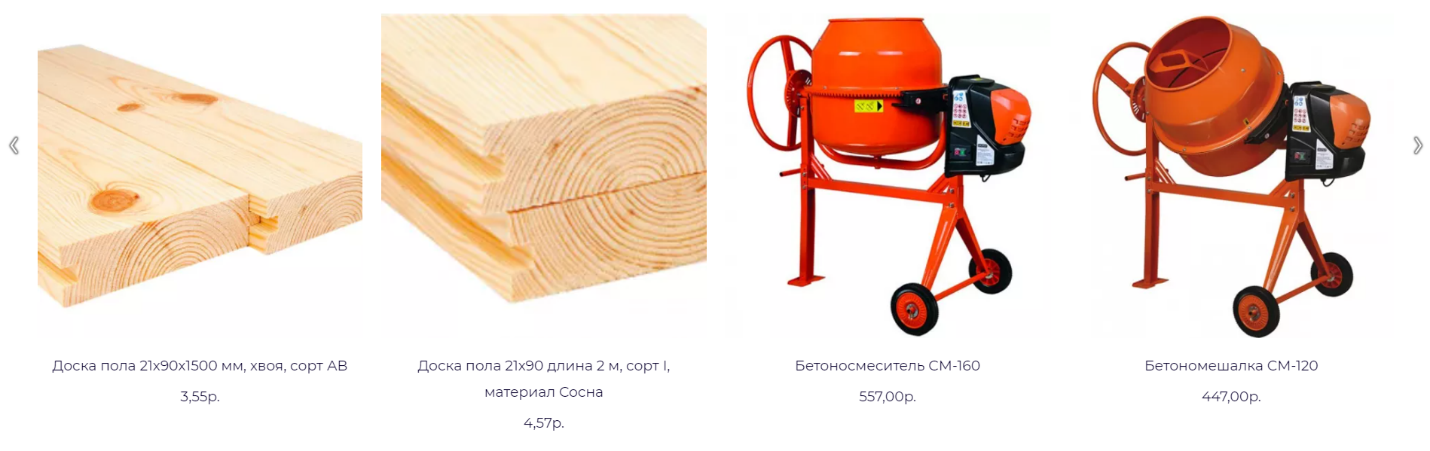 Доска пола 21х90х1500 мм, хвоя, сорт АВ
3,55р.
Доска пола 21х90 длина 2 м, сорт I,
материал Сосна
4,57р.
Бетоносмеситель СМ-160
557,00р.
Бетономешалка СМ-120
447,00р.